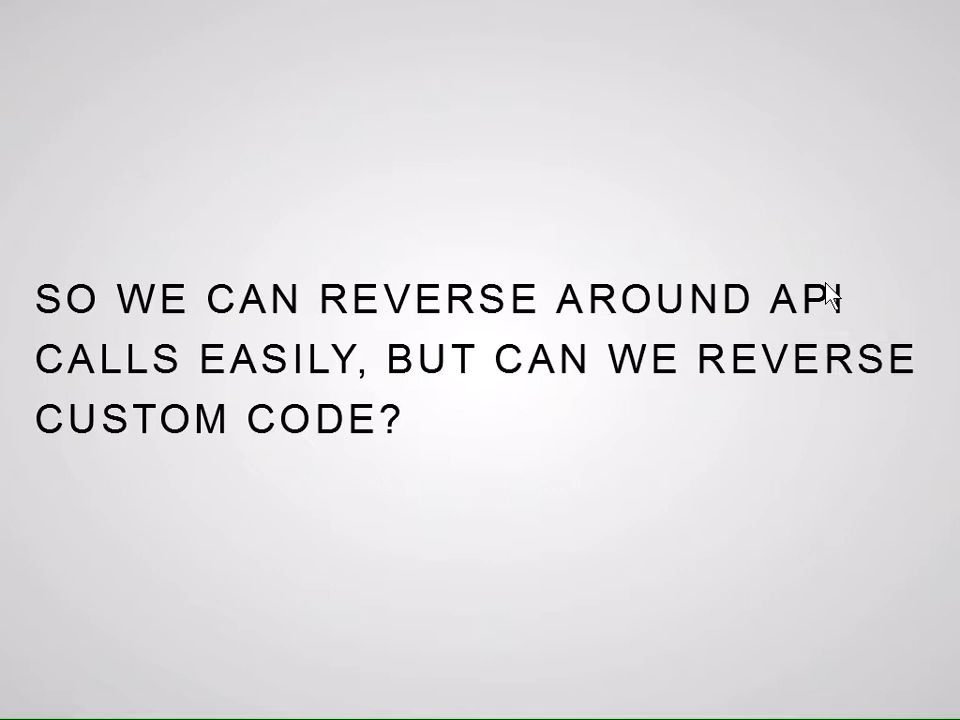 SO WE CAN REVERSE AROUND API
CALLS EASILY, BUT CAN WE REVERSE
CUSTOM CODE?